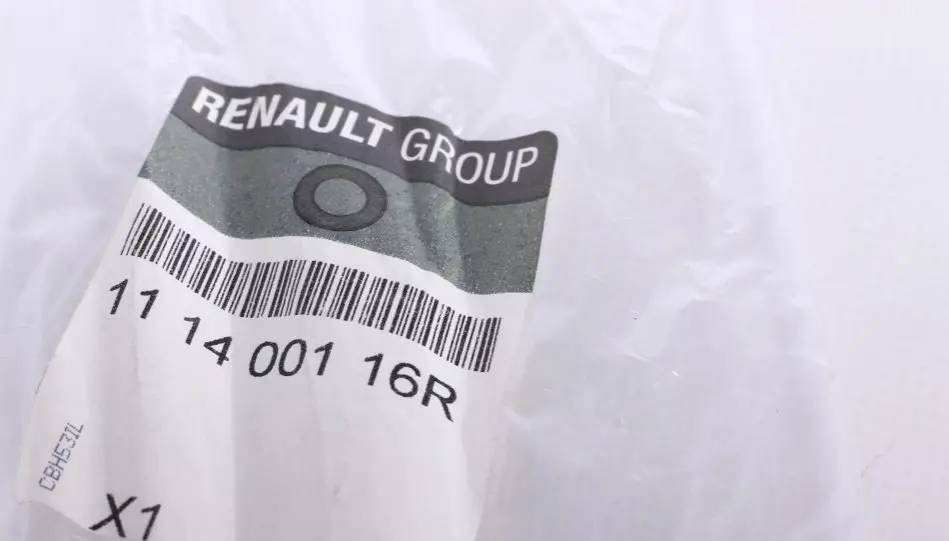 RENAULT GROUP
11 14 001 16R
CBH53IL
X1